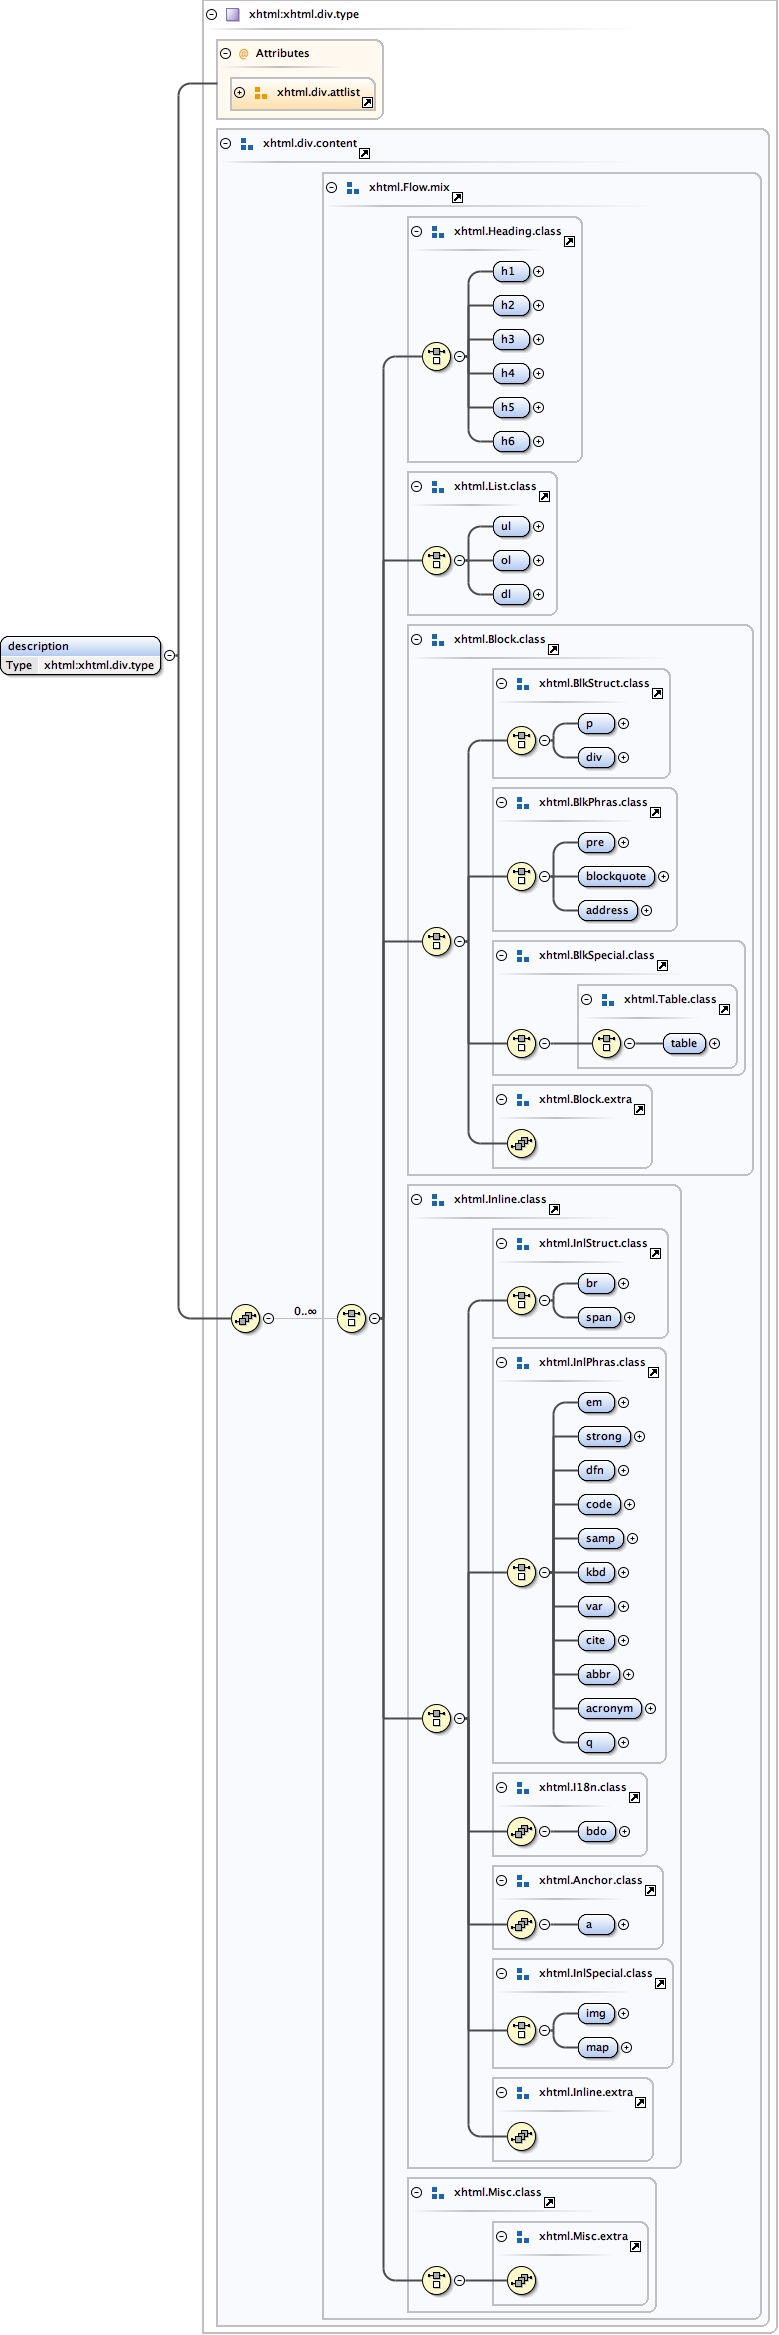 xhtml:xhtml.div.type
@ Attributes
xhtml.div.attlist
xhtml.div.content
xhtml.Flow.mix
xhtml.Heading.class
h1
h2
h3
h4
h5
h6
xhtml.List.class
ul
ol
dl
description
Type xhtml:xhtml.div.type
xhtml.Block.class
xhtml.BlkStruct.class
p
div
xhtml.BlkPhras.class
pre
blockquote
address
xhtml.BlkSpecial.class
xhtml.Table.class
table
xhtml.Block.extra
xhtml.Inline.class
xhtml.InlStruct.class
br
0..∞
span
xhtml.InlPhras.class
em
strong
dfn
code
samp
kbd
var
cite
abbr
acronym
q
xhtml.I18n.class
bdo
xhtml.Anchor.class
a
xhtml.InlSpecial.class
img
map
xhtml.Inline.extra
xhtml.Misc.class
xhtml.Misc.extra